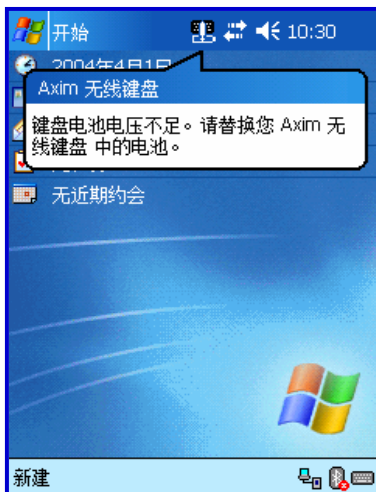 开始 10:30
2004年4月1日
Axim 无线键盘
键盘电池电压不足。请替换您 Axim 无
线键盘 中的电池。
无近期约会
新建